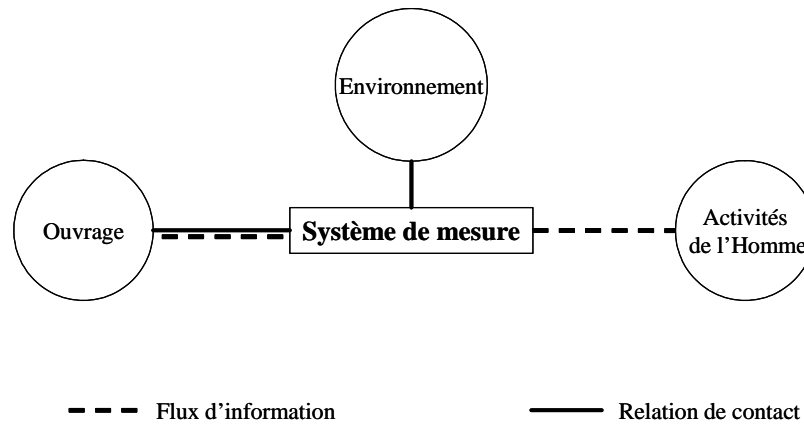 Environnement
Ouvrage
Système de mesure
Activités
de l'Homme
Flux d'information
Relation de contact